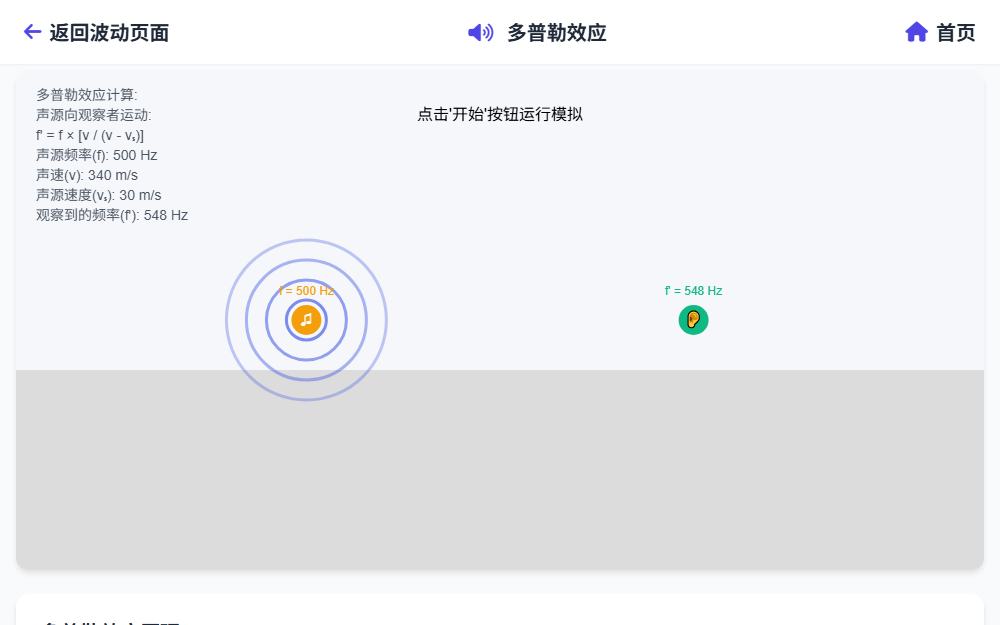 返回波动页面
多普勒效应
首页
多普勒效应计算:
声源向观察者运动:
f' = f × [v / (v - vₛ)]
声源频率(f): 500 Hz
声速(v): 340 m/s
声源速度(vₛ): 30 m/s
观察到的频率(f'): 548 Hz
点击'开始'按钮运行模拟
f = 500 Hz
f' = 548 Hz